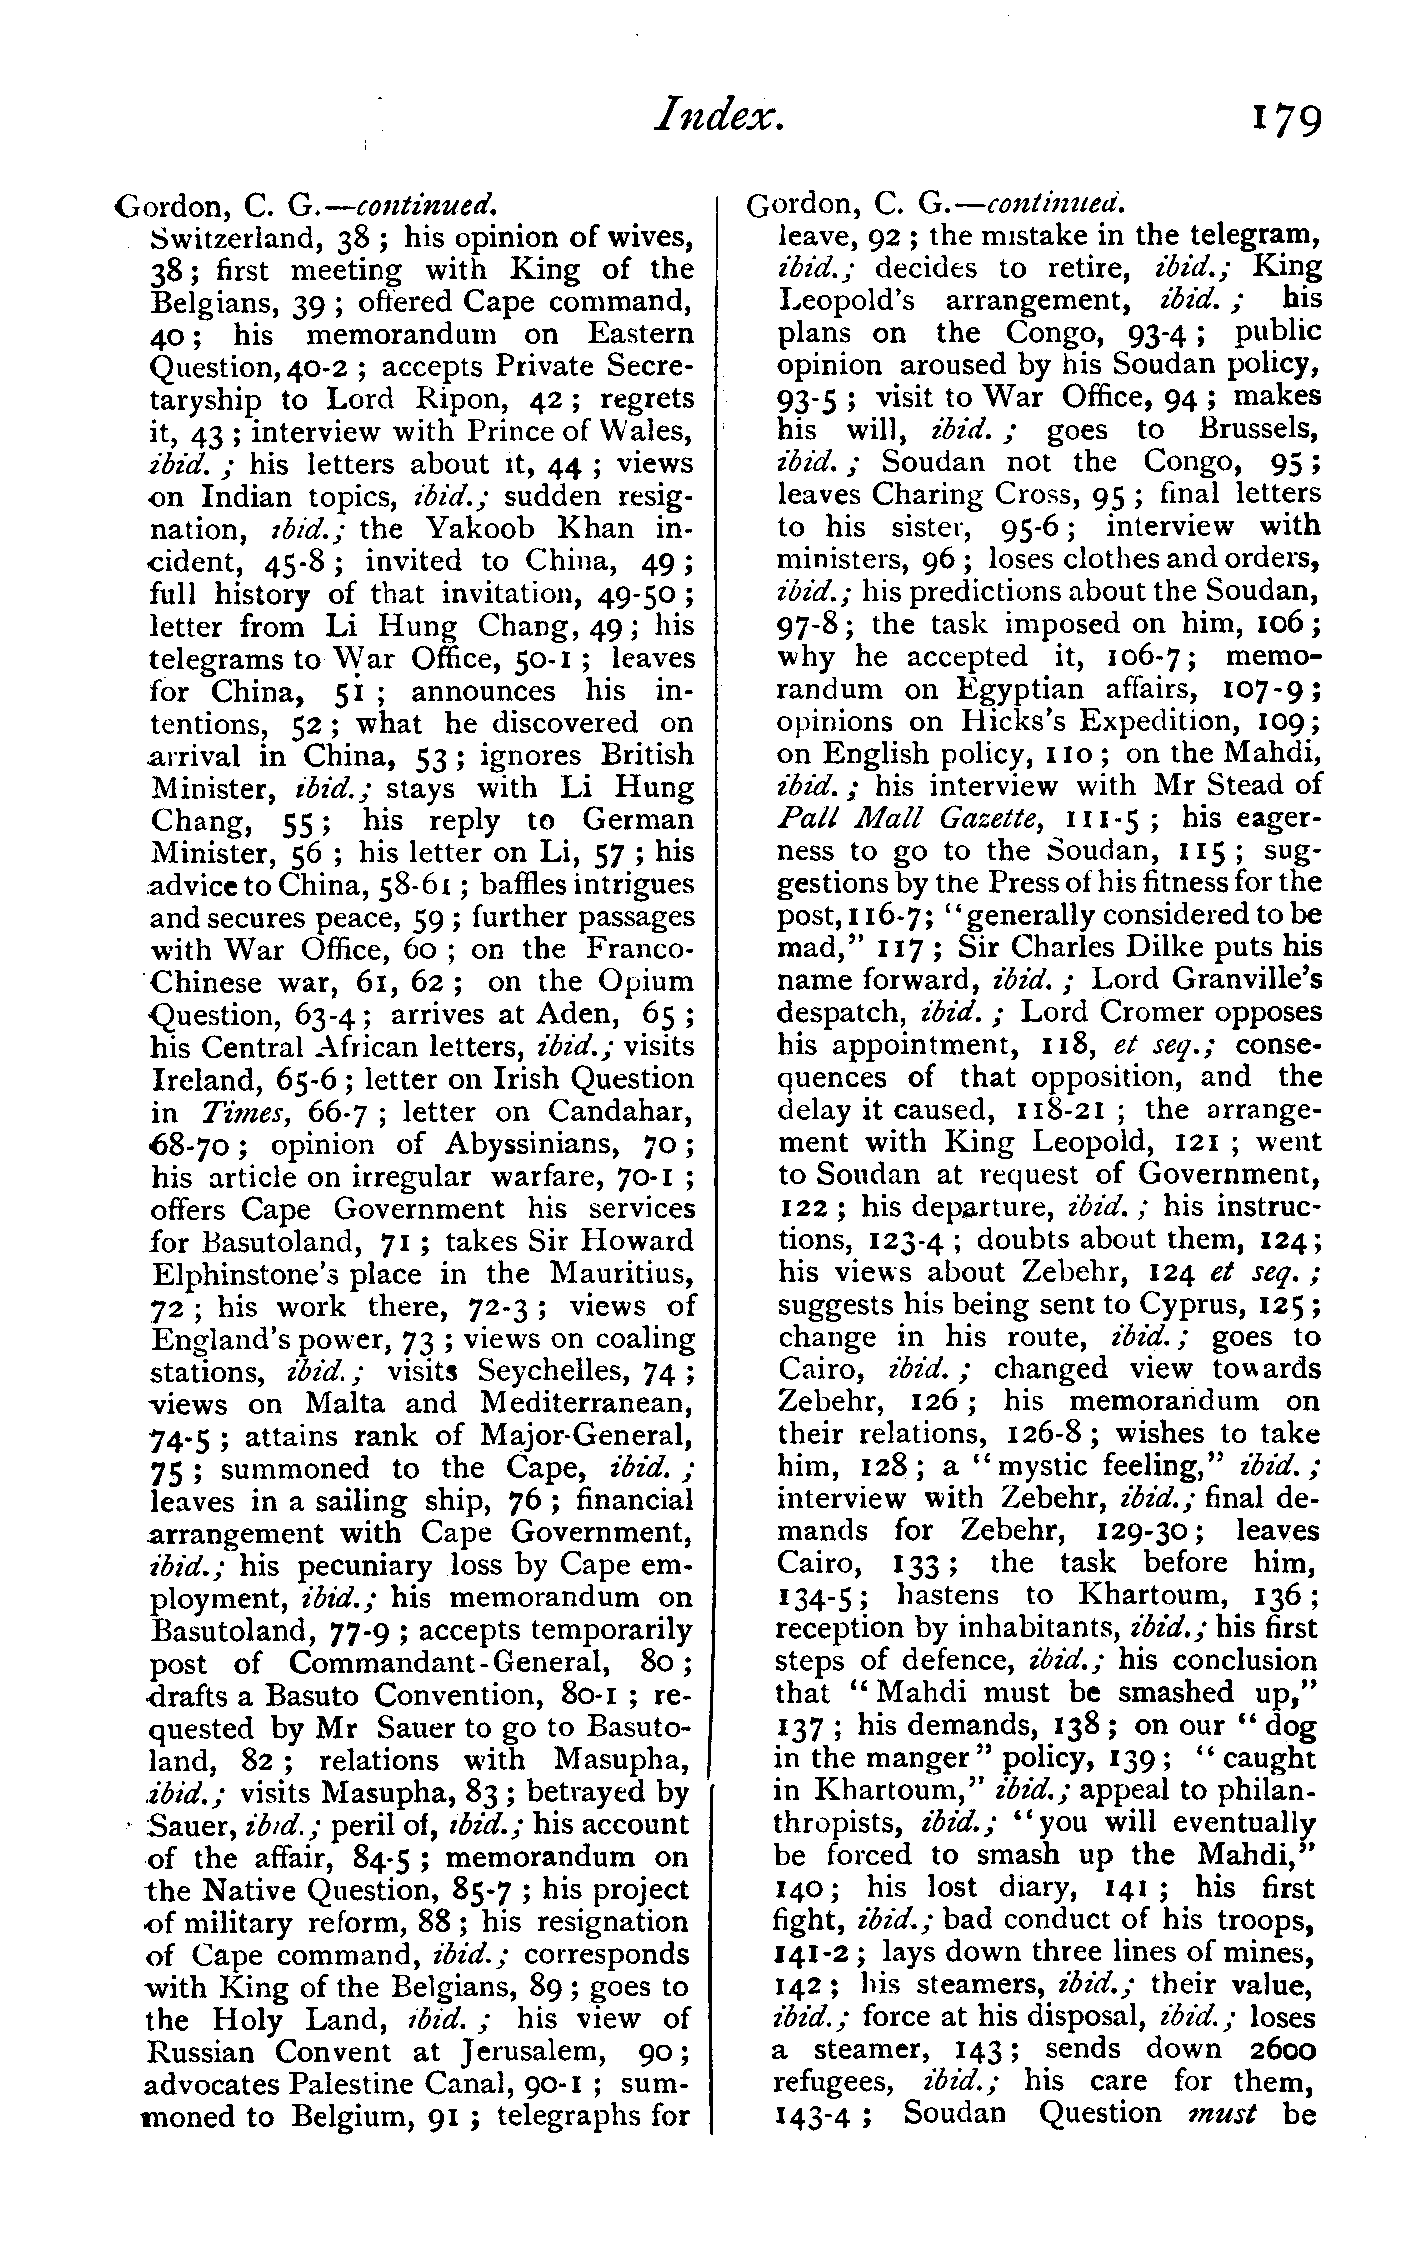 Index.
179
Gordon, C. G.—continued.
Switzerland, 38 ; his opinion of wives,
38 ; first meeting with King of the
Belgians, 39 ; offered Cape command,
40 ; his memorandum on Eastern
Question, 40-2 ; accepts Private Secre-
taryship to Lord Ripon, 42 ; regrets
it, 43 ; interview with Prince of Wales,
ibid. ; his letters about it, 44 ; views
on Indian topics, ibid.; sudden resig-
nation, ibid.; the Yakoob Khan in-
cident, 45-8 ; invited to China, 49 ;
full history of that invitation, 49-50 ;
letter from Li Hung Chang, 49 ; his
telegrams to War Office, 50-1 ; leaves
for China, 51 ; announces his in-
tentions, 52 ; what he discovered on
arrival in China, 53 ; ignores British
Minister, ibid.; stays with Li Hung
Chang, 55 ; his reply to German
Minister, 56 ; his letter on Li, 57 ; his
advice to China, 58-61 ; baffles intrigues
and secures peace, 59 ; further passages
with War Office, 60 ; on the Franco-
Chinese war, 61, 62 ; on the Opium
Question, 63-4 ; arrives at Aden, 65 ;
his Central African letters, ibid.; visits
Ireland, 65-6 ; letter on Irish Question
in Times, 66-7 ; letter on Candahar,
68-70 ; opinion of Abyssinians, 70 ;
his article on irregular warfare, 70-1 ;
offers Cape Government his services
for Basutoland, 71 ; takes Sir Howard
Elphinstone's place in the Mauritius,
72 ; his work there, 72-3 ; views of
England's power, 73 ; views on coaling
stations, ibid.; visits Seychelles, 74 ;
views on Malta and Mediterranean,
74-5 ; attains rank of Major-General,
75 ; summoned to the Cape, ibid. ;
leaves in a sailing ship, 76 ; financial
arrangement with Cape Government,
ibid.; his pecuniary loss by Cape em-
ployment, ibid.; his memorandum on
Basutoland, 77-9 ; accepts temporarily
post of Commandant-General, 80 ;
drafts a Basuto Convention, 80-1 ; re-
quested by Mr Sauer to go to Basuto-
land, 82 ; relations with Masupha,
ibid.; visits Masupha, 83 ; betrayed by
Sauer, ibid.; peril of, ibid.; his account
of the affair, 84-5 ; memorandum on
the Native Question, 85-7 ; his project
of military reform, 88 ; his resignation
of Cape command, ibid.; corresponds
with King of the Belgians, 89 ; goes to
the Holy Land, ibid. ; his view of
Russian Convent at Jerusalem, 90 ;
advocates Palestine Canal, 90-1 ; sum-
moned to Belgium, 91 ; telegraphs for
Gordon, C. G.—continued.
leave, 92 ; the mistake in the telegram,
ibid.; decides to retire, ibid.; King
Leopold's arrangement, ibid. ; his
plans on the Congo, 93-4 ; public
opinion aroused by his Soudan policy,
93-5 ; visit to War Office, 94 ; makes
his will, ibid. ; goes to Brussels,
ibid. ; Soudan not the Congo, 95 ;
leaves Charing Cross, 95 ; final letters
to his sister, 95-6 ; interview with
ministers, 96 ; loses clothes and orders,
ibid.; his predictions about the Soudan,
97-8 ; the task imposed on him, 106 ;
why he accepted it, 106-7 ; memo-
randum on Egyptian affairs, 107-9 ;
opinions on Hicks's Expedition, 109 ;
on English policy, 110 ; on the Mahdi,
ibid. ; his interview with Mr Stead of
Pall Mall Gazette, 111-5 ; his eager-
ness to go to the Soudan, 115 ; sug-
gestions by the Press of his fitness for the
post, 116-7; "generally considered to be
mad," 117 ; Sir Charles Dilke puts his
name forward, ibid. ; Lord Granville's
despatch, ibid. ; Lord Cromer opposes
his appointment, 118, et seq.; conse-
quences of that opposition, and the
delay it caused, 118-21 ; the arrange-
ment with King Leopold, 121 ; went
to Soudan at request of Government,
122 ; his departure, ibid. ; his instruc-
tions, 123-4 ; doubts about them, 124 ;
his views about Zebehr, 124 et seq. ;
suggests his being sent to Cyprus, 125 ;
change in his route, ibid. ; goes to
Cairo, ibid. ; changed view towards
Zebehr, 126 ; his memorandum on
their relations, 126-8 ; wishes to take
him, 128 ; a "mystic feeling," ibid. ;
interview with Zebehr, ibid.; final de-
mands for Zebehr, 129-30 ; leaves
Cairo, 133 ; the task before him,
134-5 ; hastens to Khartoum, 136 ;
reception by inhabitants, ibid.; his first
steps of defence, ibid.; his conclusion
that "Mahdi must be smashed up,"
137 ; his demands, 138 ; on our "dog
in the manger" policy, 139 ; "caught
in Khartoum," ibid.; appeal to philan-
thropists, ibid.; "you will eventually
be forced to smash up the Mahdi,"
140 ; his lost diary, 141 ; his first
fight, ibid.; bad conduct of his troops,
141-2 ; lays down three lines of mines,
142 ; his steamers, ibid.; their value,
ibid.; force at his disposal, ibid.; loses
a steamer, 143 ; sends down 2600
refugees, ibid.; his care for them,
143-4 ; Soudan Question must be